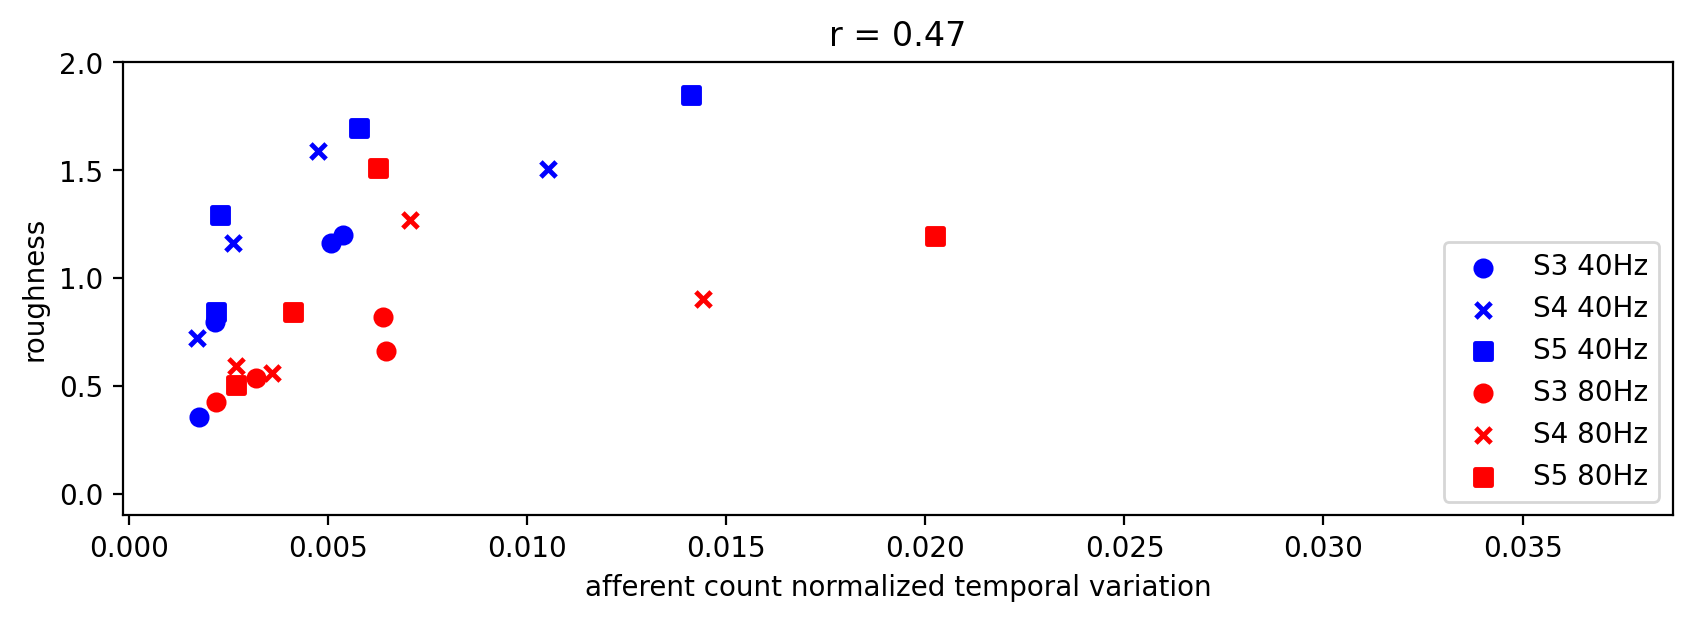 r = 0.47
2.0
1.5
1.0
0.5
0.0
roughness
S3 40Hz
S4 40Hz
S5 40Hz
S3 80Hz
S4 80Hz
S5 80Hz
0.000 0.005 0.010 0.015 0.020 0.025 0.030 0.035
afferent count normalized temporal variation